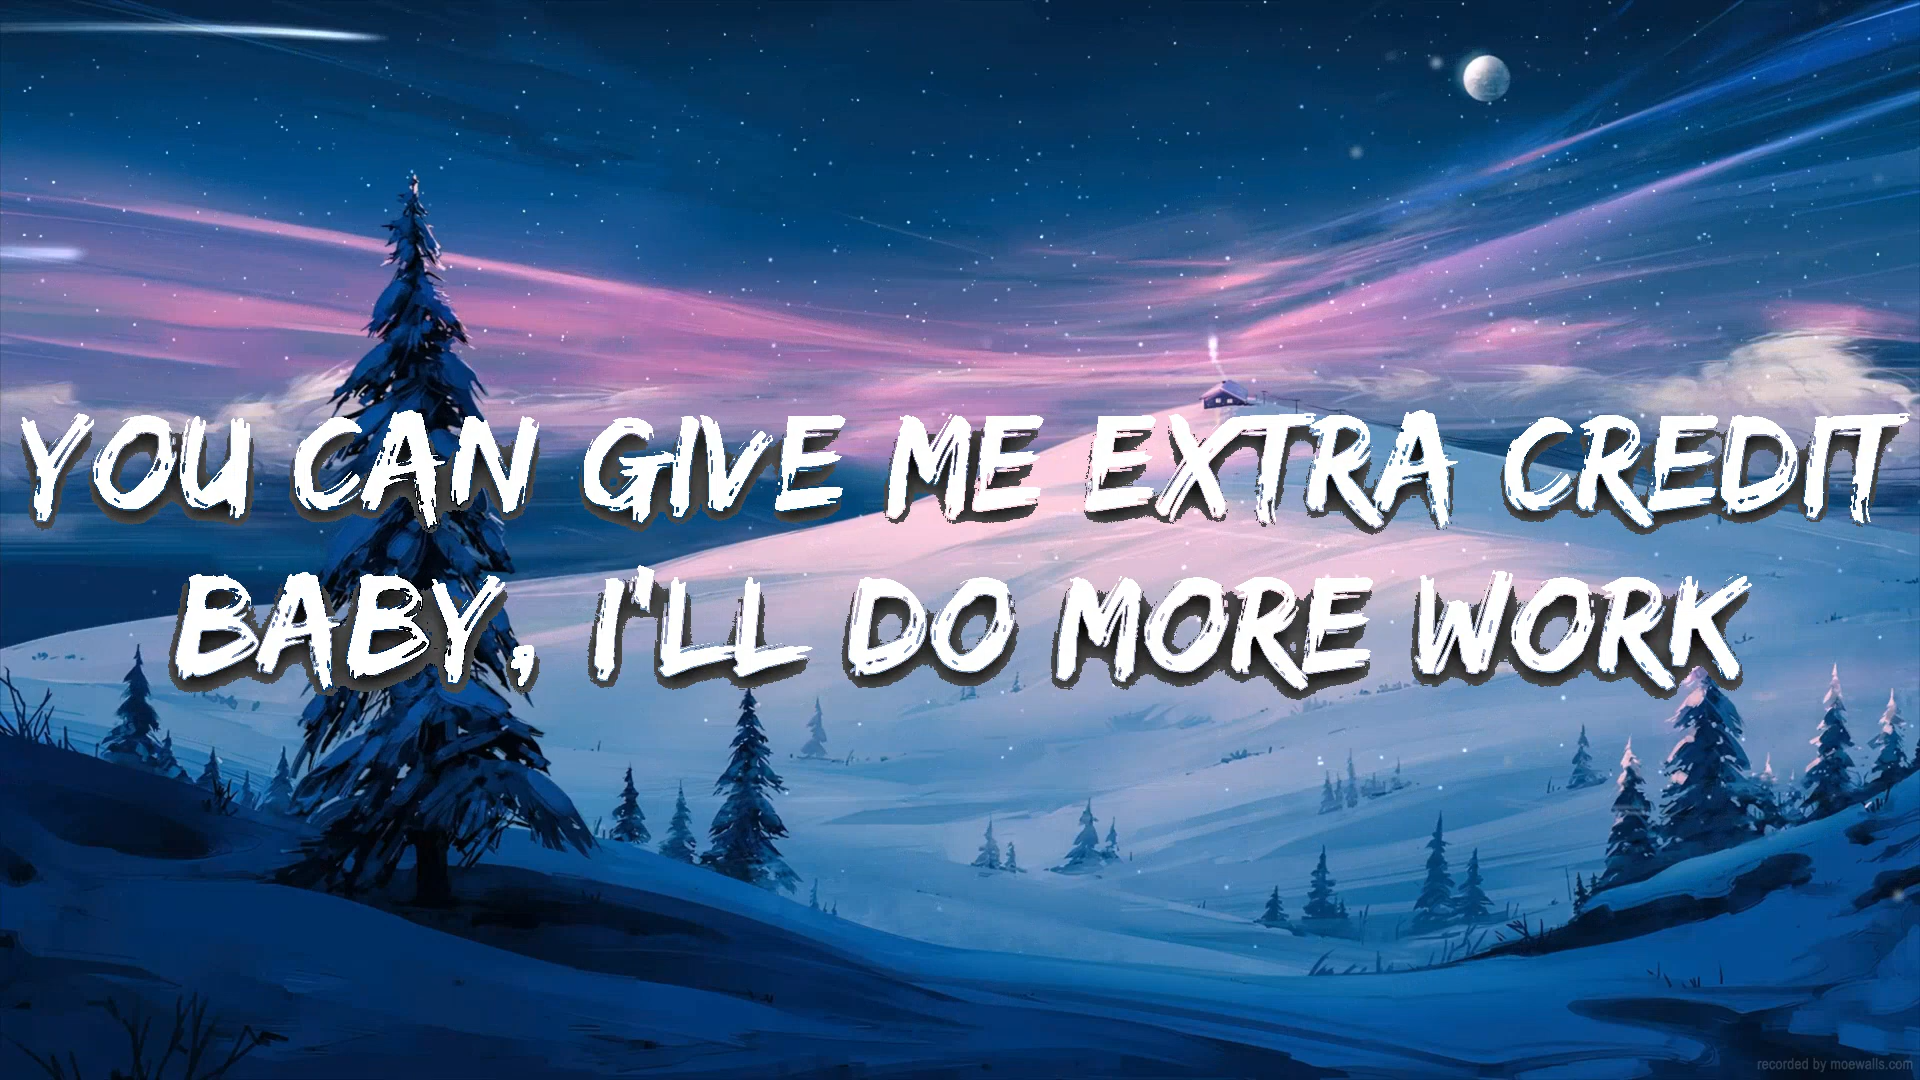 YOU CAN GIVE ME EXTRA CREDIT
BABY, I'LL DO MORE WORK
recorded by moewalls.com